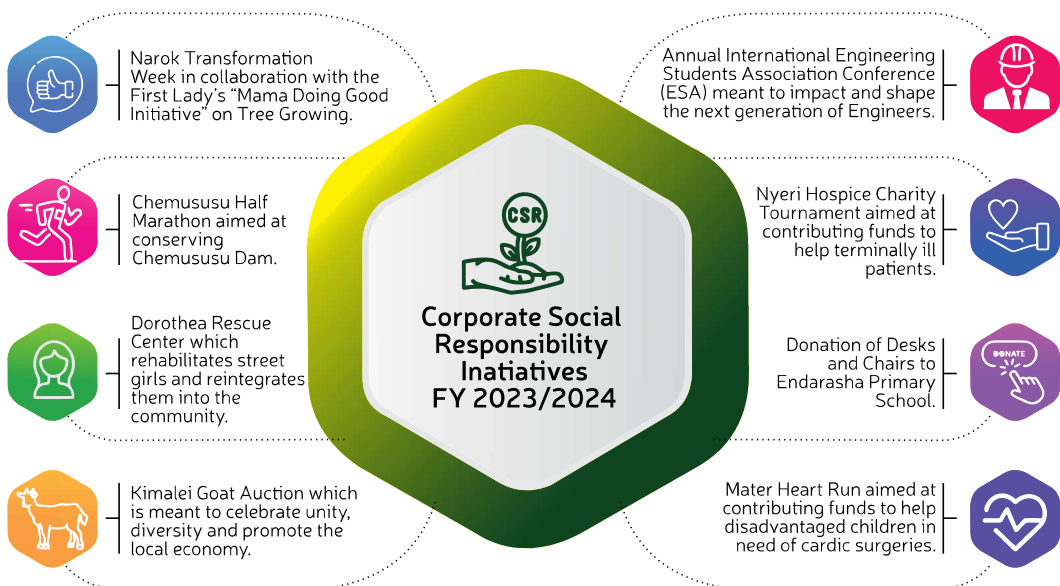 Narok Transformation
Week in collaboration with the
First Lady's “Mama Doing Good
Initiative” on Tree Growing.
Chemususu Half
Marathon aimed at
conserving
Chemususu Dam.
Dorothea Rescue
Center which
rehabilitates street
girls and reintegrates
them into the
community.
Kimalei Goat Auction which
is meant to celebrate unity,
diversity and promote the
local economy.
CSR
Corporate Social
Responsibility
Inatiatives
FY 2023/2024
Annual International Engineering
Students Association Conference
(ESA) meant to impact and shape
the next generation of Engineers.
Nyeri Hospice Charity
Tournament aimed at
contributing funds to
help terminally ill
patients.
DONATE
Donation of Desks
and Chairs to
Endarasha Primary
School.
Mater Heart Run aimed at
contributing funds to help
disadvantaged children in
need of cardic surgeries.